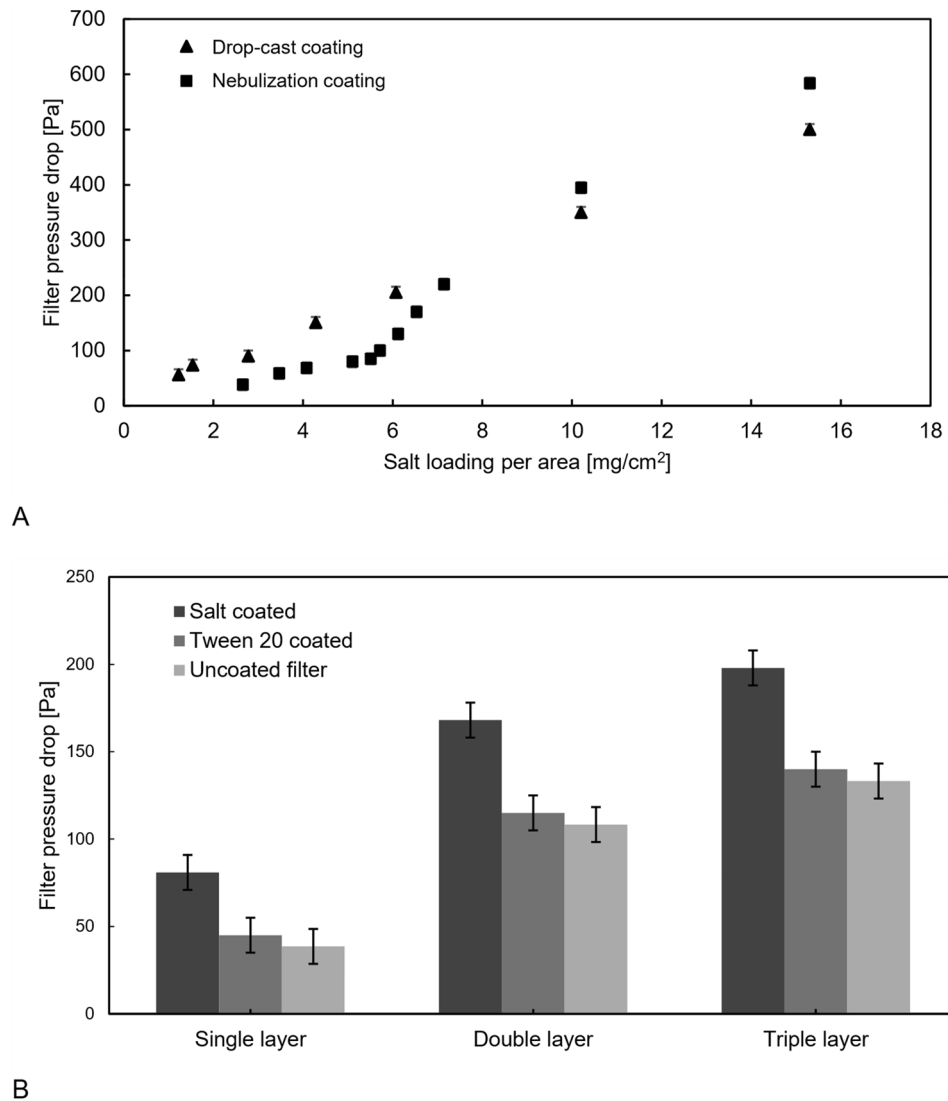 700
600
500
400
300
200
100
0
Filter pressure drop [Pa]
Drop-cast coating
Nebulization coating
0 2 4 6 8 10 12 14 16 18
Salt loading per area [mg/cm²]
A
250
200
150
100
50
0
Filter pressure drop [Pa]
Salt coated
Tween 20 coated
Uncoated filter
Single layer Double layer Triple layer
B